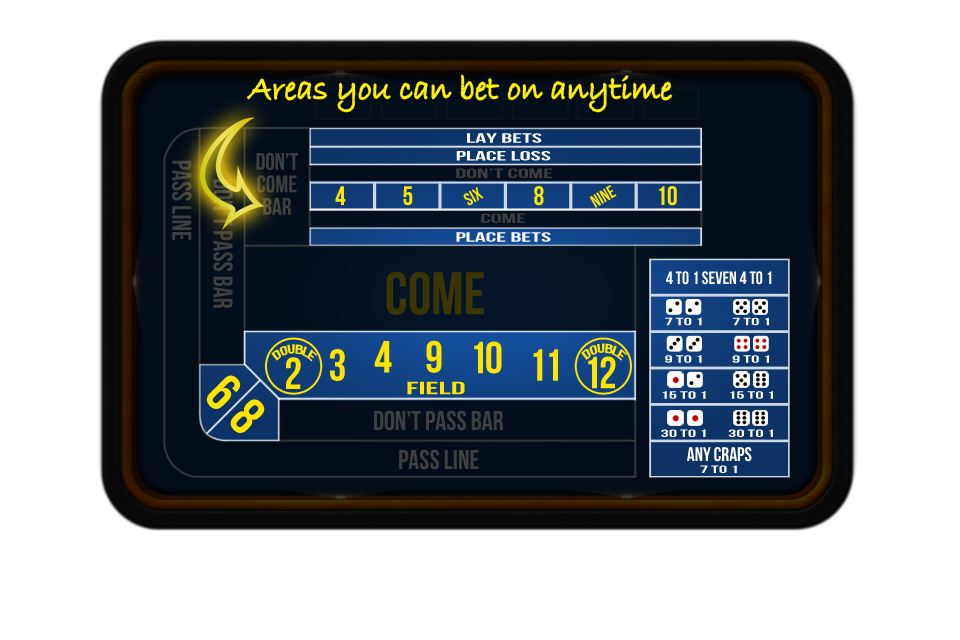 Areas you can bet on anytime
LAY BETS
PLACE LOSS
DON'T COME
4 5 SIX 8 NINE 10
COME
PLACE BETS
DON'T
COME
BAR
PASS LINE
DON'T PASS BAR
COME
4 TO 1 SEVEN 4 TO 1
7 TO 1 7 TO 1
9 TO 1 9 TO 1
15 TO 1 15 TO 1
30 TO 1 30 TO 1
ANY CRAPS
7 TO 1
DOUBLE 2 3 4 9 10 11 DOUBLE 12
FIELD
6 8
DON'T PASS BAR
PASS LINE